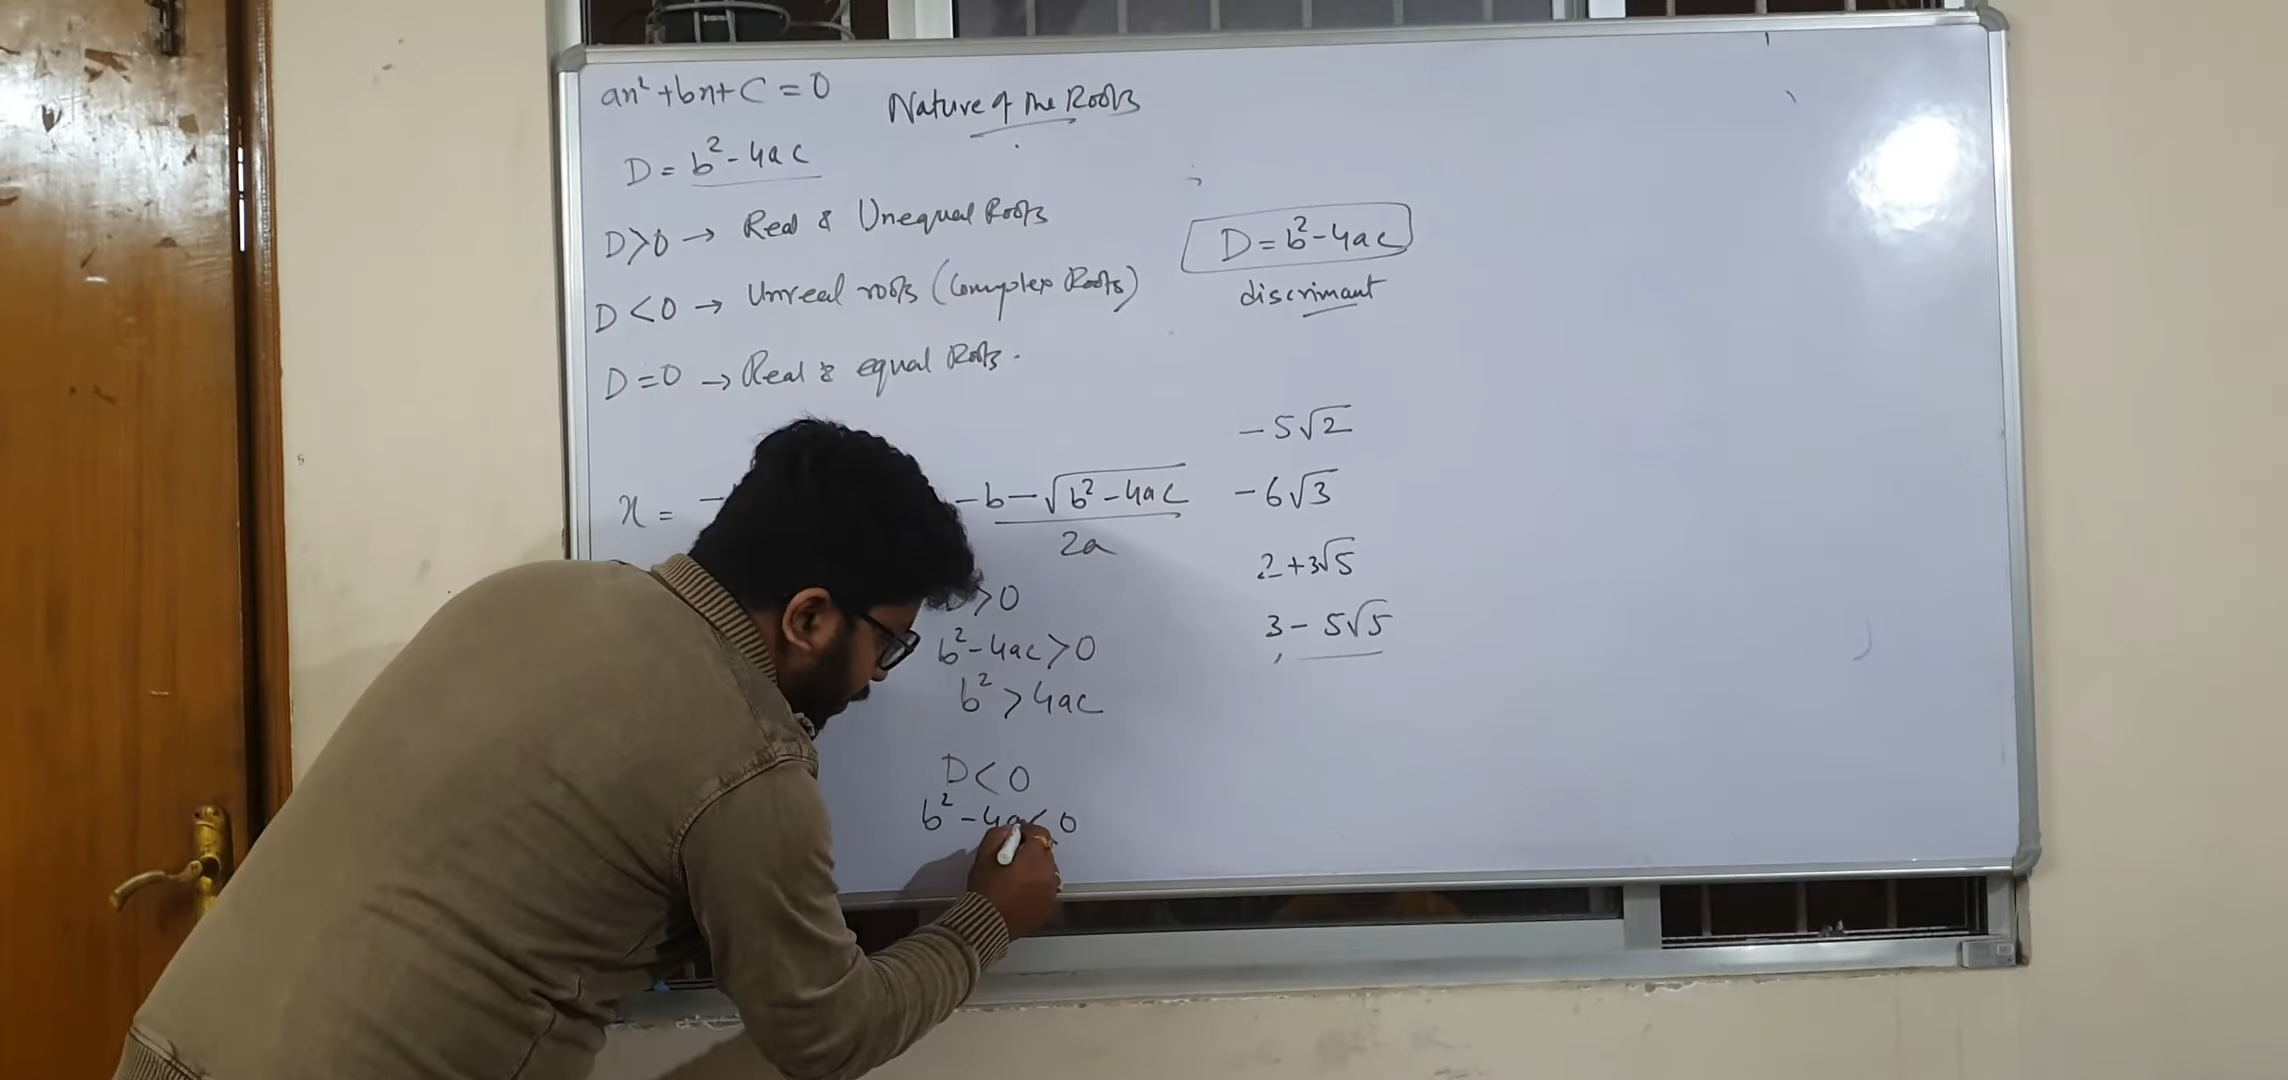 ax² + bx + c = 0
Nature of the Roots
D = b² - 4ac
D > 0 → Real & Unequal Roots
D = b² - 4ac
discrimant
D < 0 → Unreal roots (Complex Roots)
D = 0 → Real & equal Roots.
x = -
-b - √(b² - 4ac)
2a
D > 0
b² - 4ac > 0
b² > 4ac
D < 0
b² - 4a < 0
-5√2
-6√3
2 + 3√5
3 - 5√5